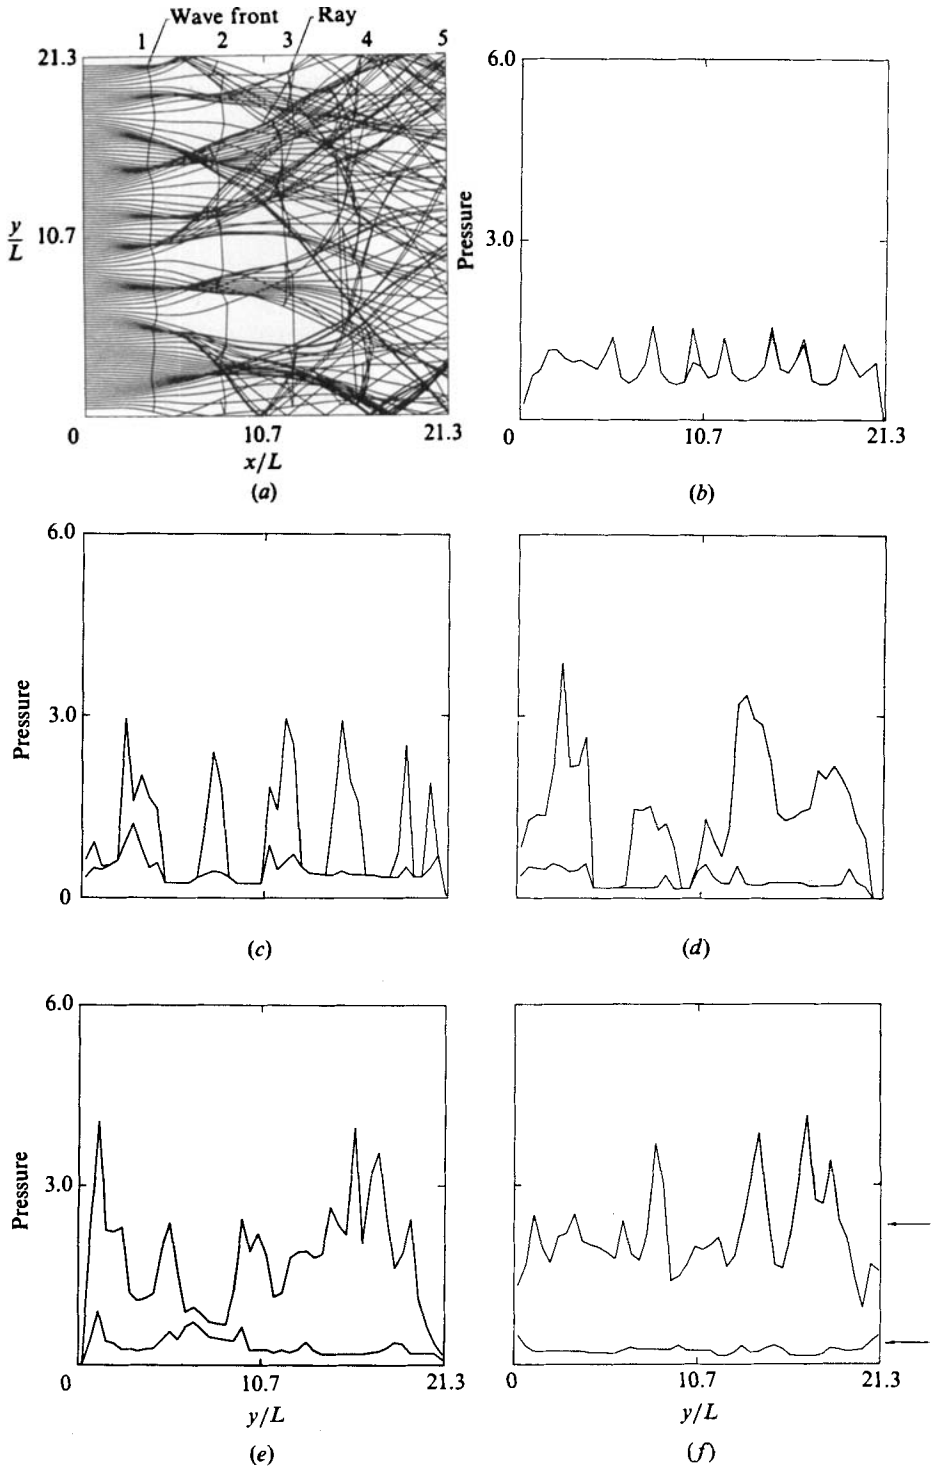 Wave front Ray
1 2 3 4 5
21.3
y/L
10.7
0 10.7 21.3
x/L
(a)
6.0
Pressure
3.0
0 10.7 21.3
(b)
6.0
Pressure
3.0
0
(c)
(d)
6.0
Pressure
3.0
0 10.7 21.3
y/L
(e)
0 10.7 21.3
y/L
(f)